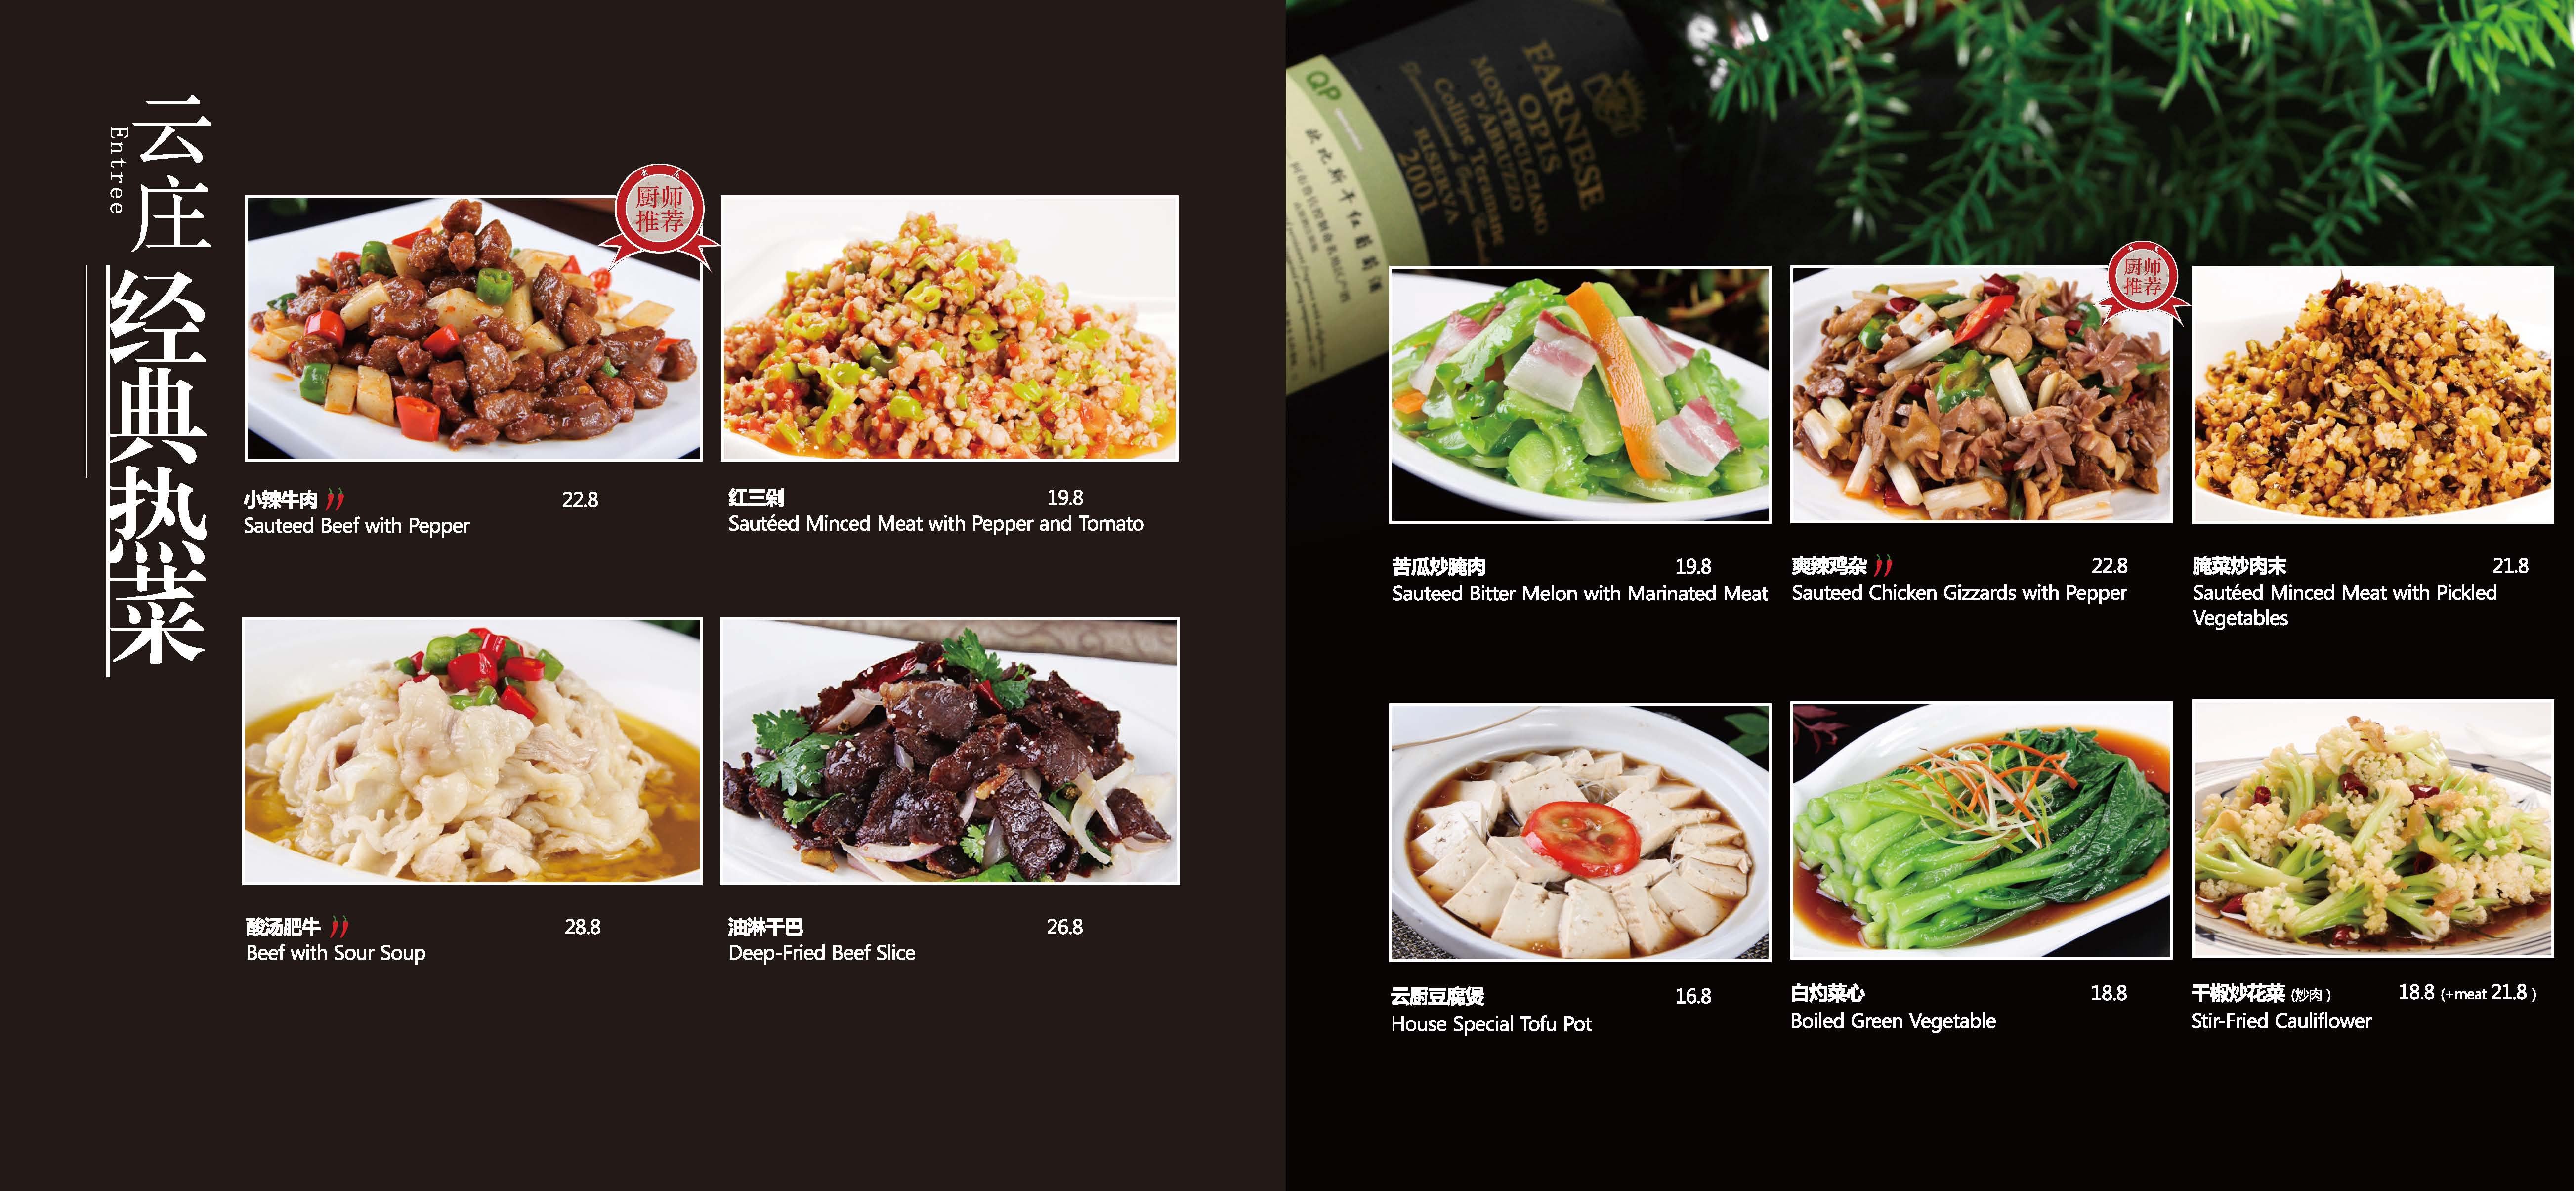 云庄
Entree
经典热菜
厨师
推荐
小辣牛肉 22.8
Sauteed Beef with Pepper
红三剁 19.8
Sautéed Minced Meat with Pepper and Tomato
酸汤肥牛 28.8
Beef with Sour Soup
油淋干巴 26.8
Deep-Fried Beef Slice
QP
FARNESE
OPIS
MONTEPULCIANO
D'ABRUZZO
Colline Teramane
RISERVA
2001
厨师
推荐
苦瓜炒腌肉 19.8
Sauteed Bitter Melon with Marinated Meat
爽辣鸡杂 22.8
Sauteed Chicken Gizzards with Pepper
腌菜炒肉末 21.8
Sautéed Minced Meat with Pickled
Vegetables
云厨豆腐煲 16.8
House Special Tofu Pot
白灼菜心 18.8
Boiled Green Vegetable
干椒炒花菜 (炒肉) 18.8 (+meat 21.8)
Stir-Fried Cauliflower